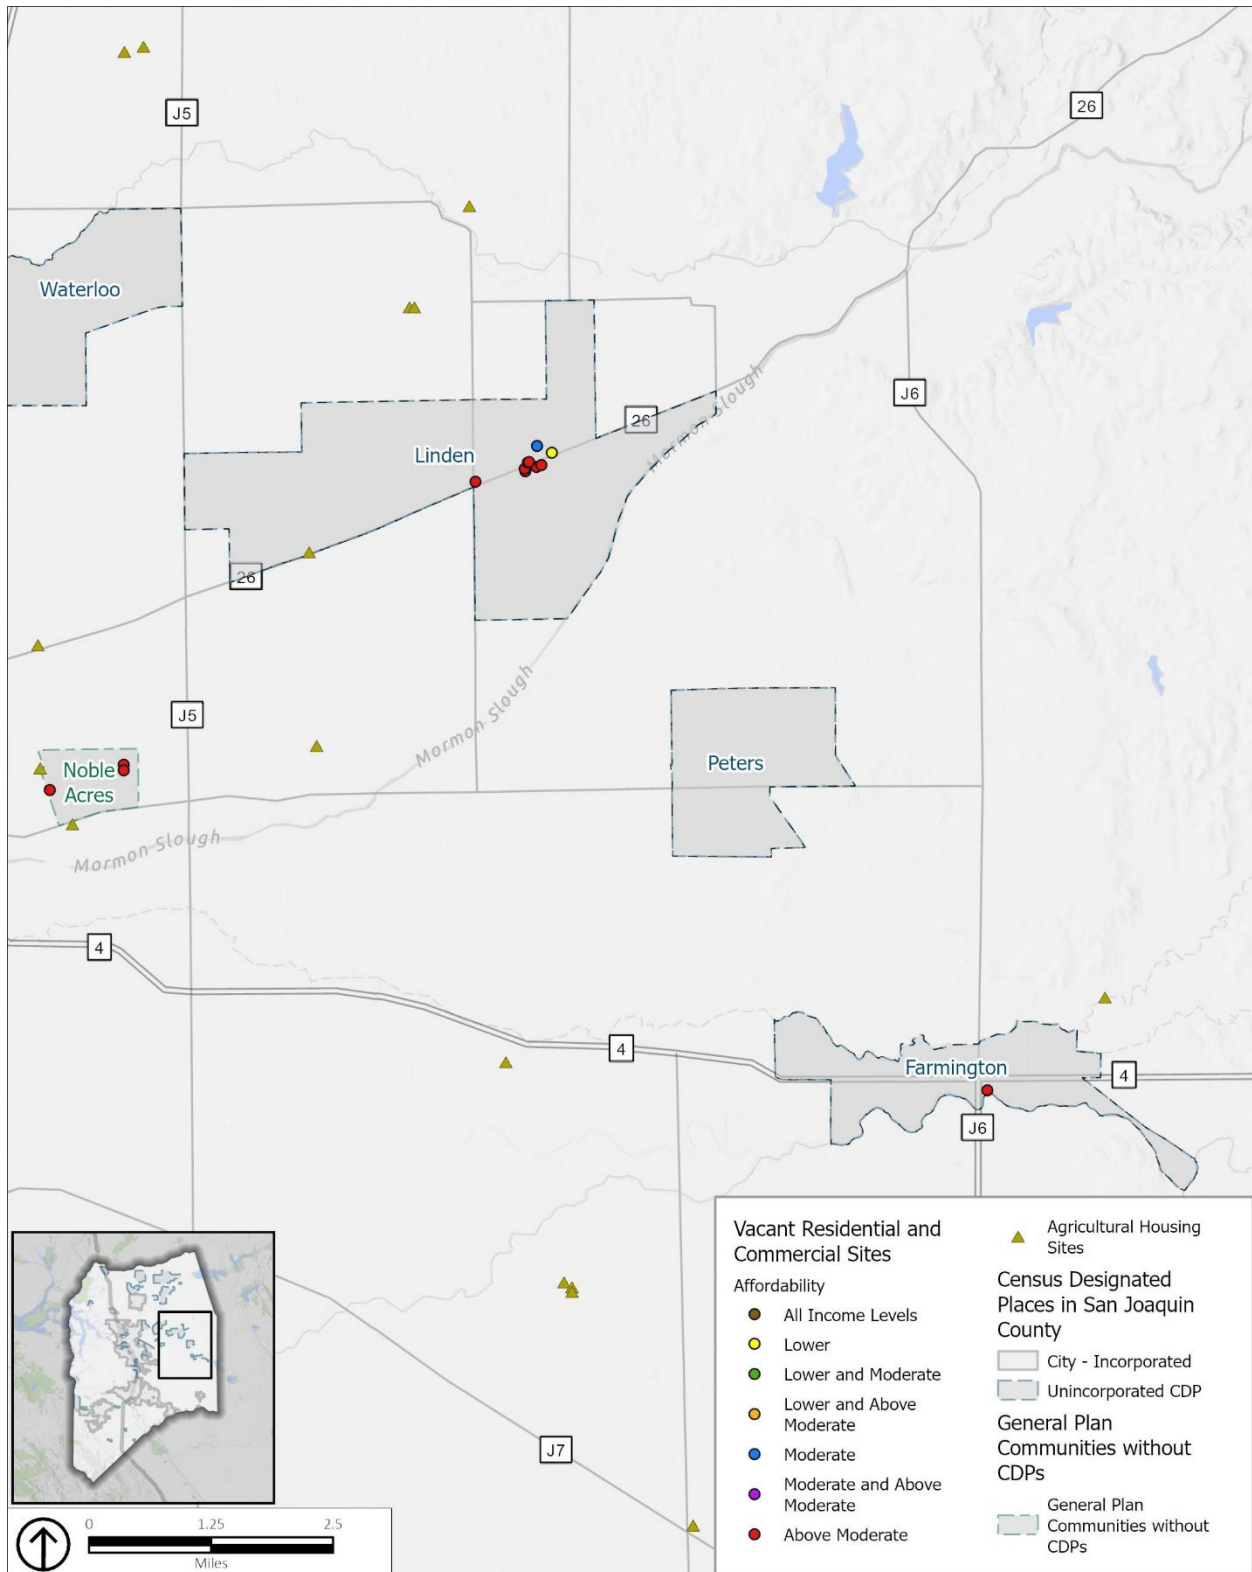 J5
26
Waterloo
J6
26
Mormon Slough
Linden
26
Mormon Slough
J5
Peters
Noble
Acres
Mormon Slough
4
4
Farmington
4
J6
J7
Vacant Residential and
Commercial Sites
Affordability
All Income Levels
Lower
Lower and Moderate
Lower and Above
Moderate
Moderate
Moderate and Above
Moderate
Above Moderate
Agricultural Housing
Sites
Census Designated
Places in San Joaquin
County
City - Incorporated
Unincorporated CDP
General Plan
Communities without
CDPs
General Plan
Communities without
CDPs
0 1.25 2.5
Miles